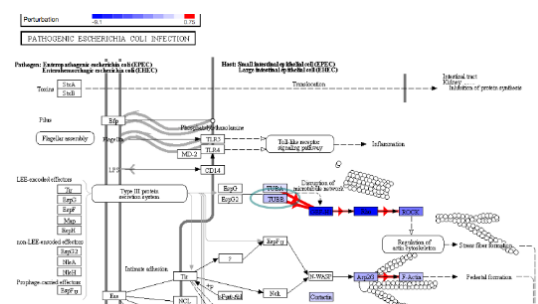 Perturbation
-8.1 0.75
PATHOGENIC ESCHERICHIA COLI INFECTION
Pathogen: Enteropathogenic escherichia coli (EPEC)
Enterohaemorrhagic escherichia coli (EHEC)
Host: Small intestinal epithelial cell (EPEC)
Large intestinal epithelial cell (EHEC)
Intestinal tract
Kidney
Inhibition of protein synthesis
Toxins
StxA
StxB
Translocation
Pilus
Bfp
Phosphatidylethanolamine
Flagellar assembly
Flagella
TLR5
TLR4
MD-2
Toll-like receptor
signaling pathway
Inflammation
LPS
CD14
LEE-encoded effectors
Tir
EspG
EspF
Map
EspH
Type III protein
secretion system
EspG
EspG2
TUBA
TUBB
Disruption of
microtubule network
ROCK
non-LEE-encoded effectors
EspG2
NleA
NleH
Regulation of
actin cytoskeleton
Stress fiber formation
Prophage-carried effectors
EspFu
Intimate adhesion
Tir
?
EspFu
N-WASP
Arp2/3
F-Actin
Pedestal formation
Eae
NCL
+p
Nck
Cortactin